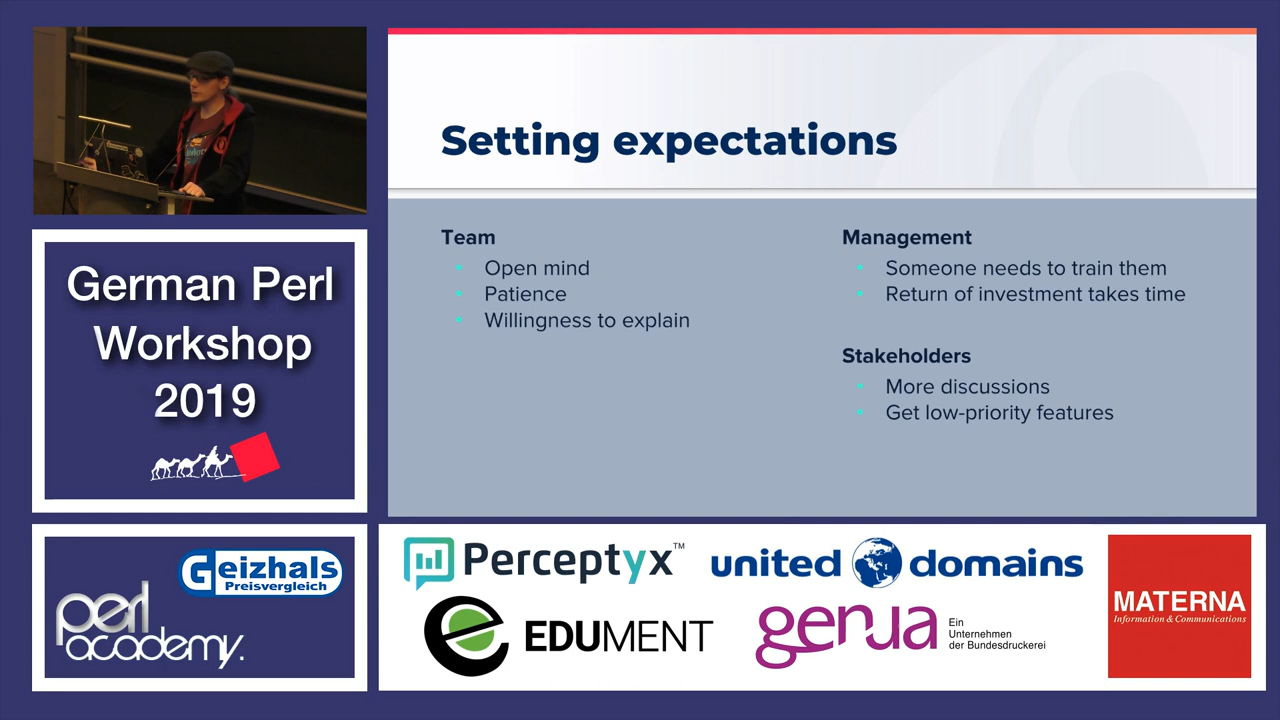 Setting expectations
Team
Open mind
Patience
Willingness to explain
Management
Someone needs to train them
Return of investment takes time
Stakeholders
More discussions
Get low-priority features
German Perl
Workshop
2019
Geizhals
Preisvergleich
perl
academy.
Perceptyx™
united domains
EDUMENT
genua
Ein
Unternehmen
der Bundesdruckerei
MATERNA
Information & Communications